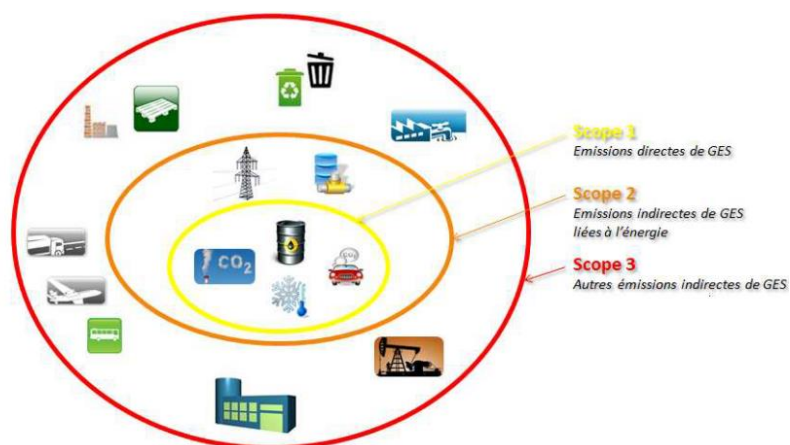 Scope 1
Emissions directes de GES
Scope 2
Emissions indirectes de GES
liées à l'énergie
Scope 3
Autres émissions indirectes de GES
CO2
CO2